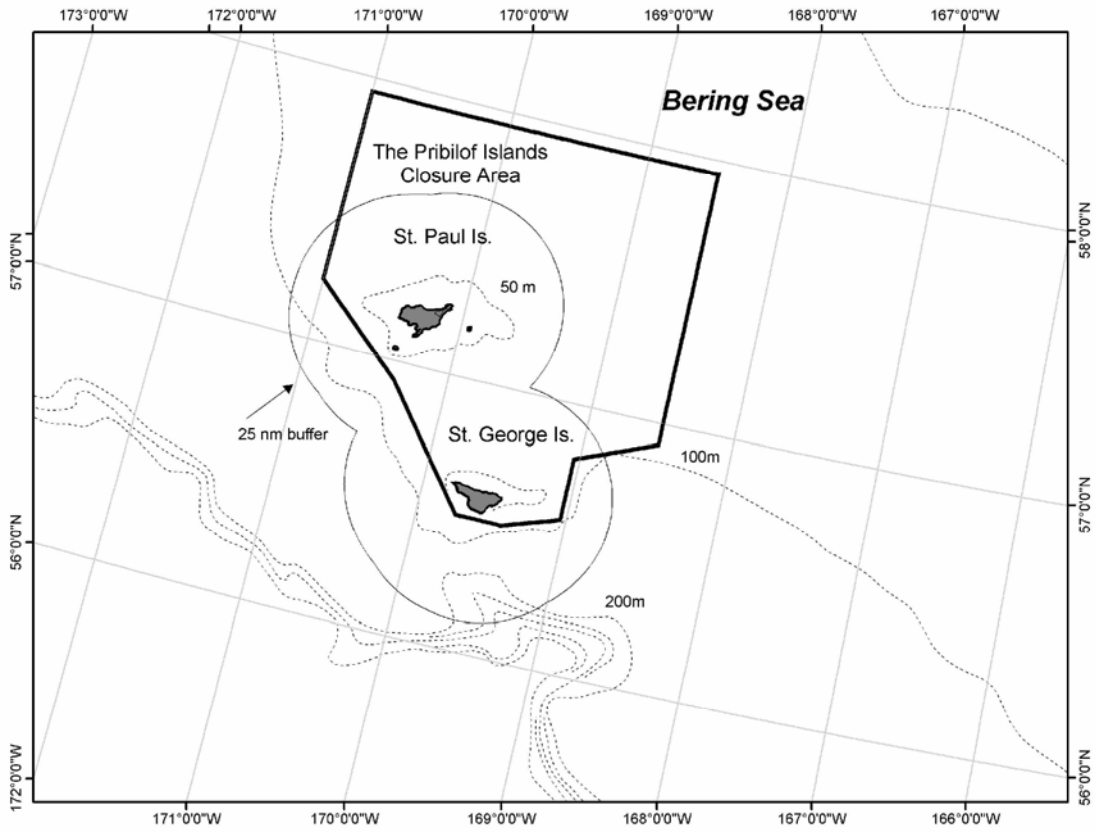 173°0'0"W
172°0'0"W
171°0'0"W
170°0'0"W
169°0'0"W
168°0'0"W
167°0'0"W
Bering Sea
The Pribilof Islands
Closure Area
St. Paul Is.
50 m
57°0'0"N
58°0'0"N
25 nm buffer
St. George Is.
100m
57°0'0"N
56°0'0"N
200m
172°0'0"W
56°0'0"N
171°0'0"W
170°0'0"W
169°0'0"W
168°0'0"W
167°0'0"W
166°0'0"W